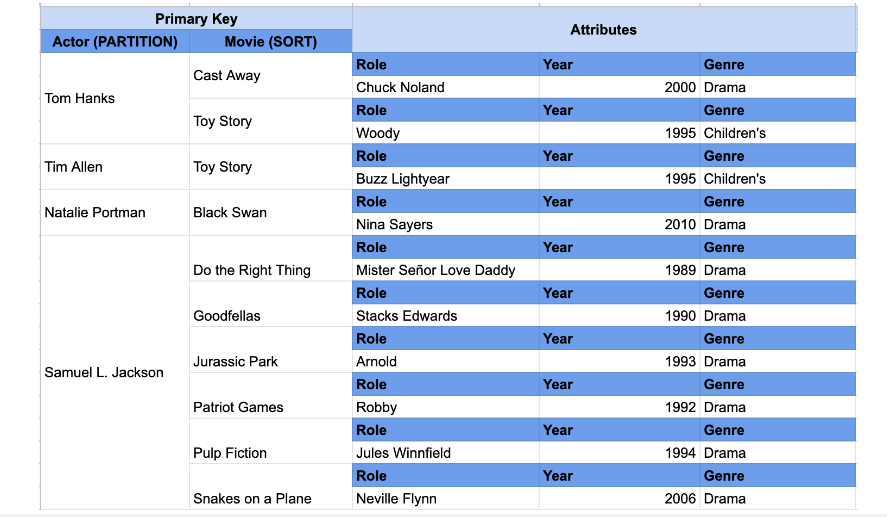 Primary Key
Attributes
Actor (PARTITION) Movie (SORT)
Role Year Genre
Cast Away
Chuck Noland 2000 Drama
Tom Hanks
Role Year Genre
Toy Story
Woody 1995 Children's
Role Year Genre
Tim Allen Toy Story
Buzz Lightyear 1995 Children's
Role Year Genre
Natalie Portman Black Swan
Nina Sayers 2010 Drama
Role Year Genre
Do the Right Thing Mister Señor Love Daddy 1989 Drama
Role Year Genre
Goodfellas Stacks Edwards 1990 Drama
Role Year Genre
Jurassic Park Arnold 1993 Drama
Samuel L. Jackson
Role Year Genre
Patriot Games Robby 1992 Drama
Role Year Genre
Pulp Fiction Jules Winnfield 1994 Drama
Role Year Genre
Snakes on a Plane Neville Flynn 2006 Drama